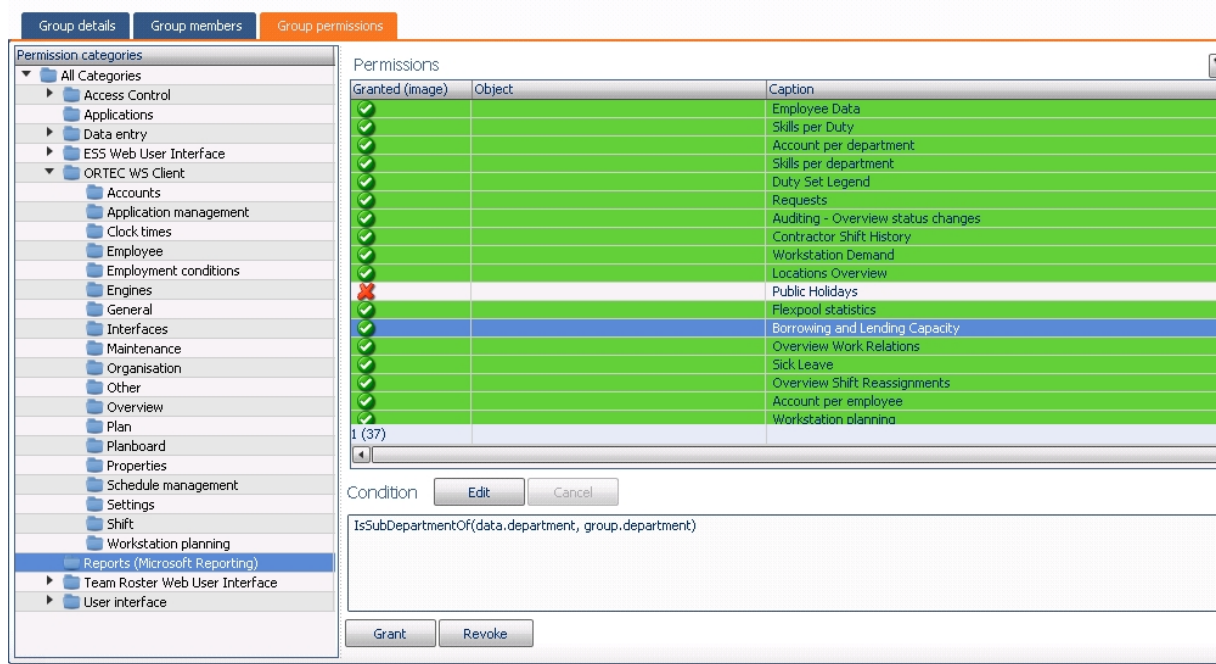 Group details Group members Group permissions
Permission categories
All Categories
Access Control
Applications
Data entry
ESS Web User Interface
ORTEC WS Client
Accounts
Application management
Clock times
Employee
Employment conditions
Engines
General
Interfaces
Maintenance
Organisation
Other
Overview
Plan
Planboard
Properties
Schedule management
Settings
Shift
Workstation planning
Reports (Microsoft Reporting)
Team Roster Web User Interface
User interface
Permissions
Granted (image) Object Caption
Employee Data
Skills per Duty
Account per department
Skills per department
Duty Set Legend
Requests
Auditing - Overview status changes
Contractor Shift History
Workstation Demand
Locations Overview
Public Holidays
Flexpool statistics
Borrowing and Lending Capacity
Overview Work Relations
Sick Leave
Overview Shift Reassignments
Account per employee
Workstation planning
1 (37)
Condition Edit Cancel
IsSubDepartmentOf(data.department, group.department)
Grant Revoke